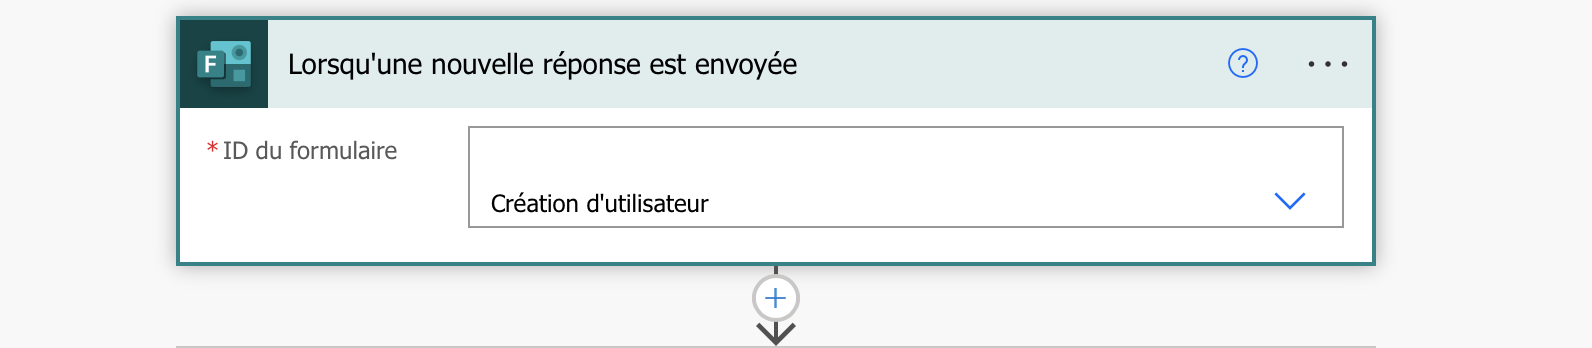 F
Lorsqu'une nouvelle réponse est envoyée
?
* ID du formulaire
Création d'utilisateur